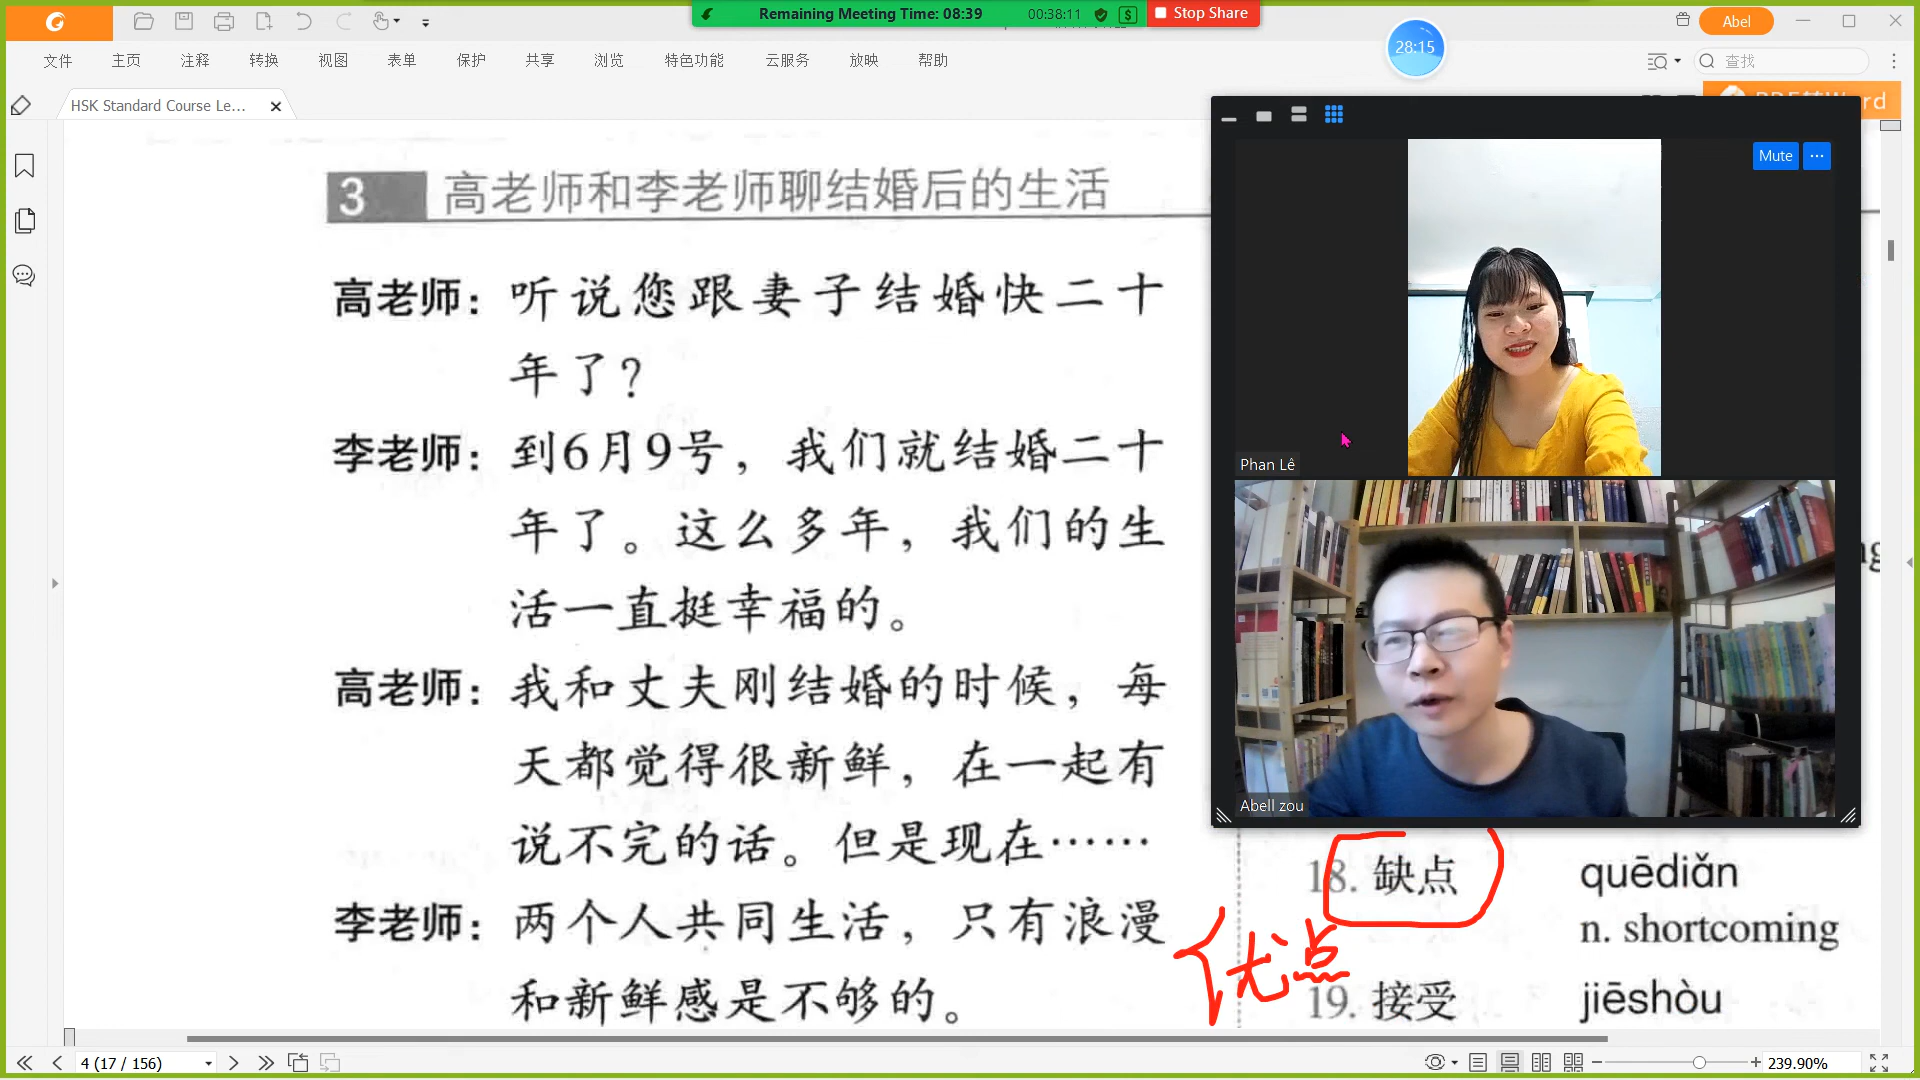 Remaining Meeting Time: 08:39
00:38:11
Stop Share
28:15
Abel
文件 主页 注释 转换 视图 表单 保护 共享 浏览 特色功能 云服务 放映 帮助
查找
HSK Standard Course Le...
3 高老师和李老师聊结婚后的生活
高老师：听说您跟妻子结婚快二十
年了？
李老师：到6月9号，我们就结婚二十
年了。这么多年，我们的生
活一直挺幸福的。
高老师：我和丈夫刚结婚的时候，每
天都觉得很新鲜，在一起有
说不完的话。但是现在……
李老师：两个人共同生活，只有浪漫
和新鲜感是不够的。
Mute
...
Phan Lê
Abell zou
18. 缺点 quēdiǎn
n. shortcoming
优点
19. 接受 jiēshòu
4 (17 / 156)
239.90%